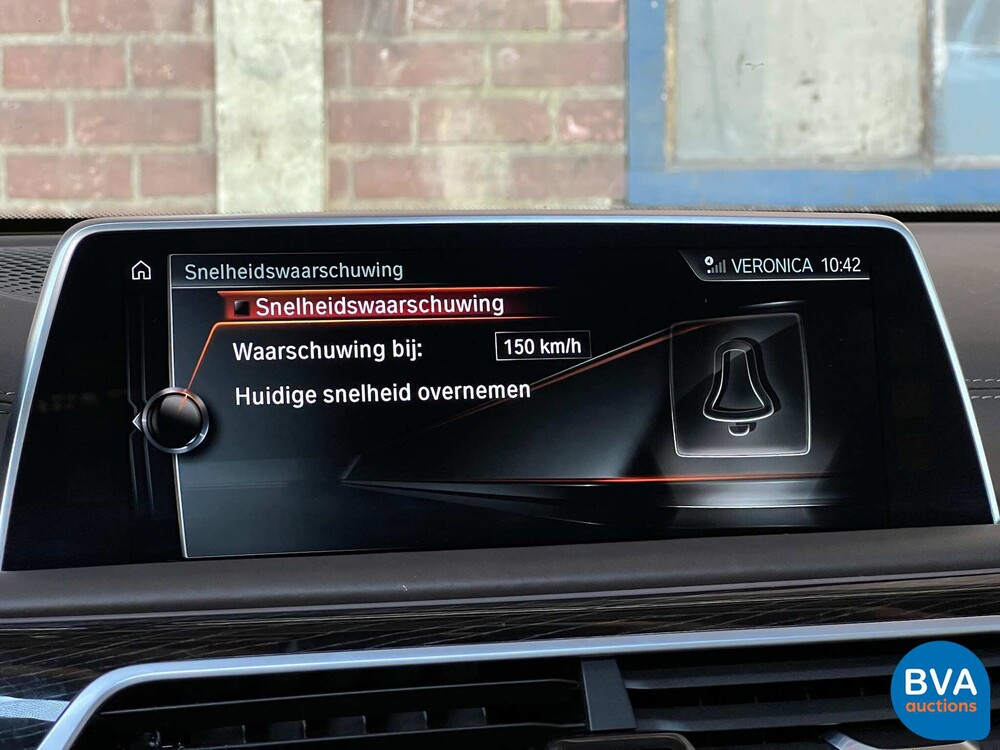 Snelheidswaarschuwing
VERONICA 10:42
Snelheidswaarschuwing
Waarschuwing bij: 150 km/h
Huidige snelheid overnemen
BVA
auctions